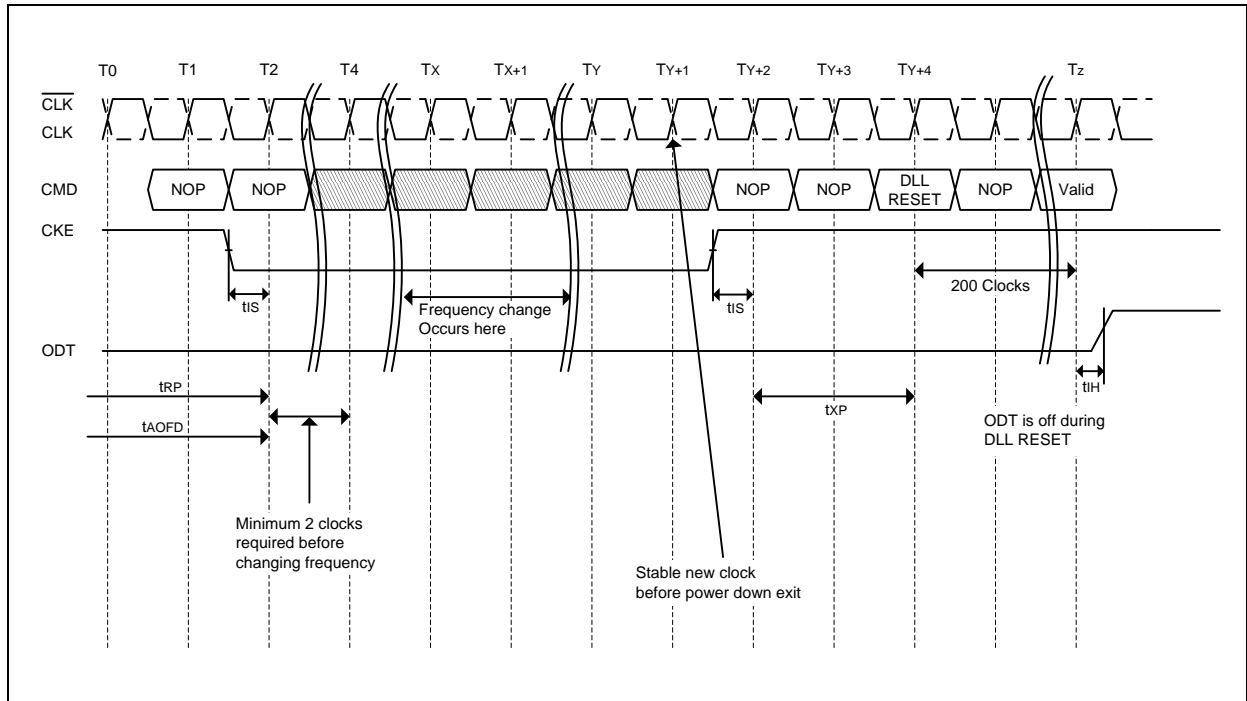 T0 T1 T2 T4 TX TX+1 TY TY+1 TY+2 TY+3 TY+4 Tz
CLK
CLK
CMD NOP NOP NOP NOP DLL RESET NOP Valid
CKE
tIS
Frequency change
Occurs here
tIS
200 Clocks
ODT
tRP
tAOFD
tXP
tIH
ODT is off during
DLL RESET
Minimum 2 clocks
required before
changing frequency
Stable new clock
before power down exit